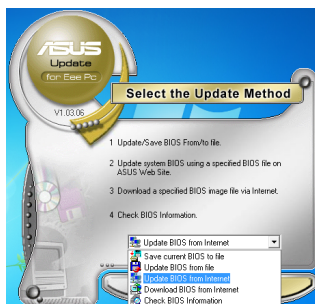 ASUS
Update
for Eee Pc
V1.03.06
Select the Update Method
1 Update/Save BIOS From/to file.
2 Update system BIOS using a specified BIOS file on
ASUS Web Site.
3 Download a specified BIOS image file via Internet.
4 Check BIOS Information.
Update BIOS from Internet
Save current BIOS to file
Update BIOS from file
Update BIOS from Internet
Download BIOS from Internet
Check BIOS Information